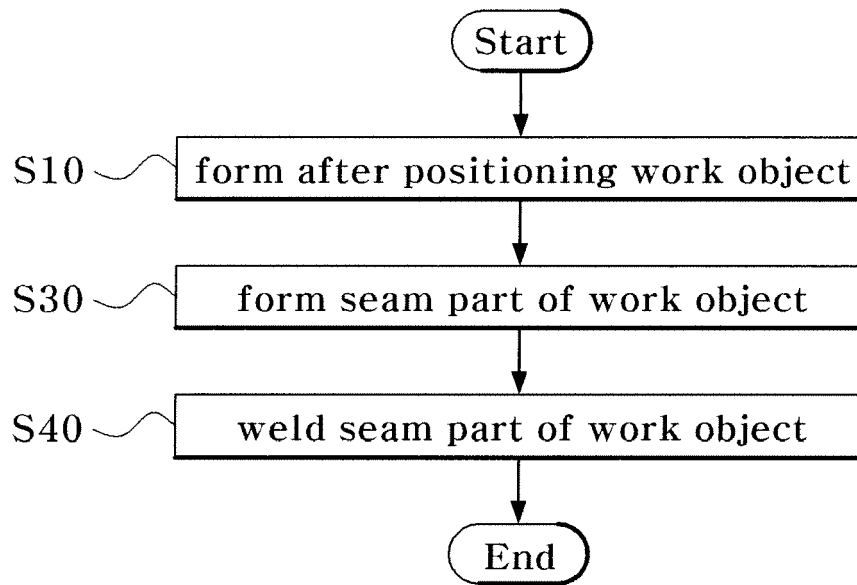 Start
S10 form after positioning work object
S30 form seam part of work object
S40 weld seam part of work object
End